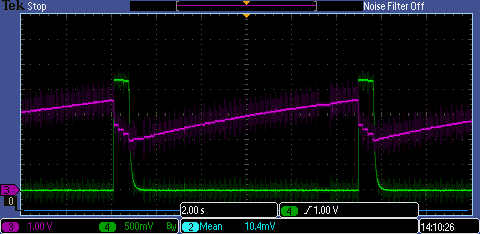 Tek Stop
Noise Filter Off
3
0
2.00 s
4 1.00 V
3 1.00 V
4 500mV
2 Mean 10.4mV
14:10:26